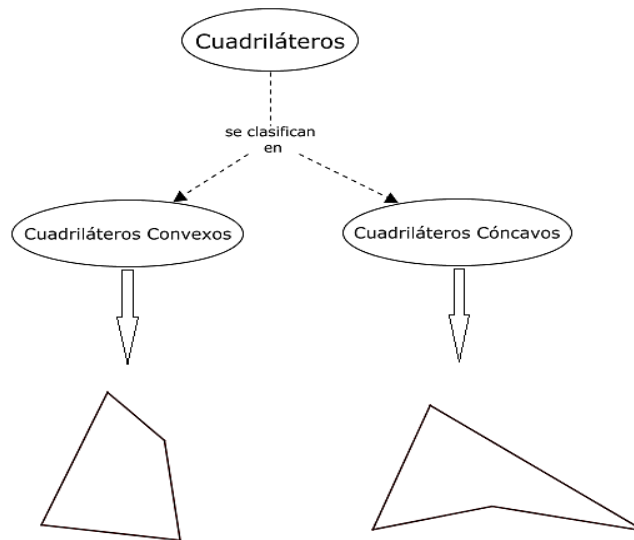 Cuadriláteros
se clasifican
en
Cuadriláteros Convexos
Cuadriláteros Cóncavos